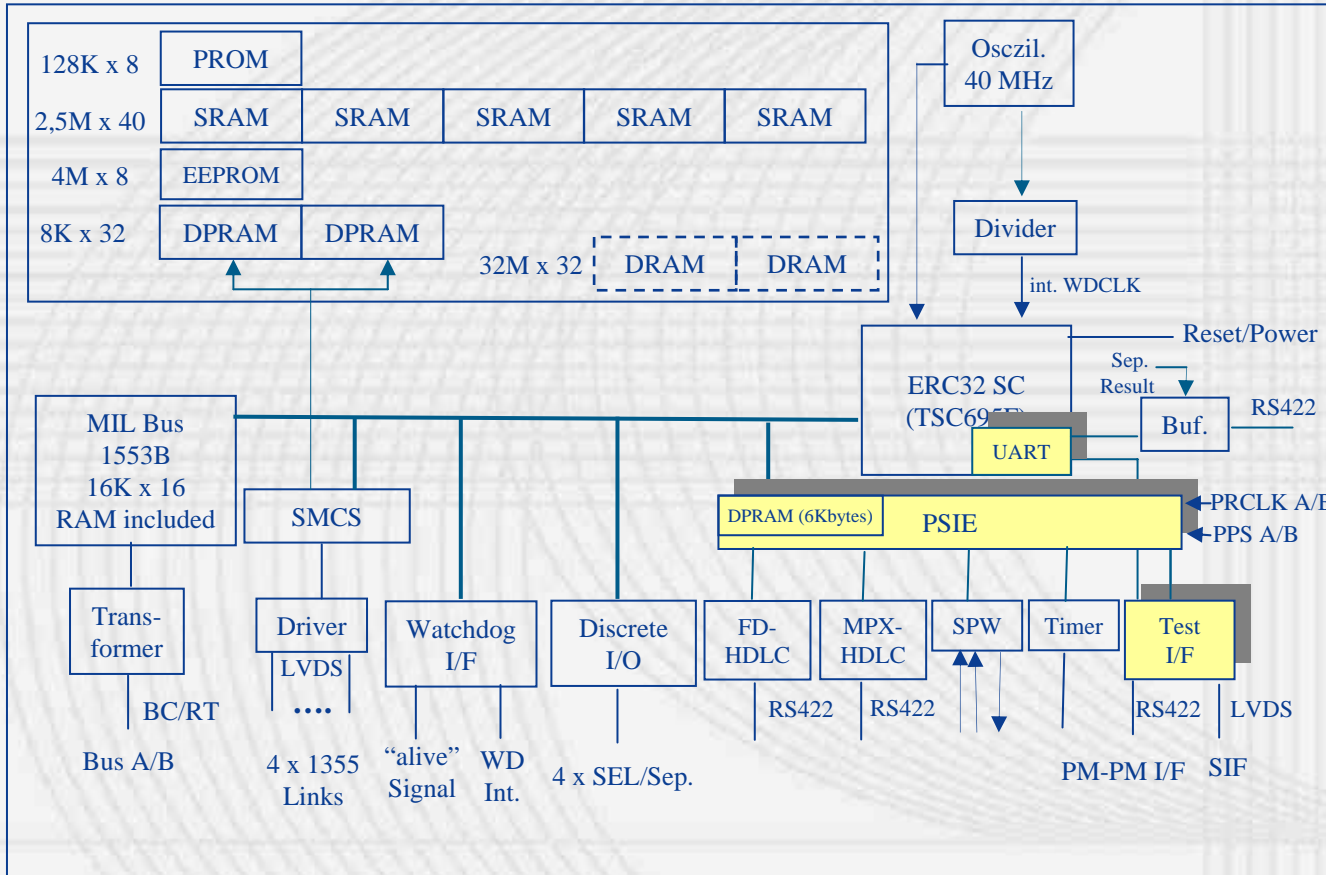 128K x 8
PROM
2,5M x 40
SRAM
SRAM
SRAM
SRAM
SRAM
4M x 8
EEPROM
8K x 32
DPRAM
DPRAM
32M x 32
DRAM
DRAM
Osczil.
40 MHz
Divider
int. WDCLK
Reset/Power
ERC32 SC
(TSC695F)
UART
Sep.
Result
Buf.
RS422
MIL Bus
1553B
16K x 16
RAM included
SMCS
DPRAM (6Kbytes)
PSIE
PRCLK A/B
PPS A/B
Trans-
former
Driver
Watchdog
I/F
Discrete
I/O
FD-
HDLC
MPX-
HDLC
SPW
Timer
Test
I/F
LVDS
....
BC/RT
Bus A/B
4 x 1355
Links
“alive”
Signal
WD
Int.
4 x SEL/Sep.
RS422
RS422
RS422
LVDS
PM-PM I/F
SIF